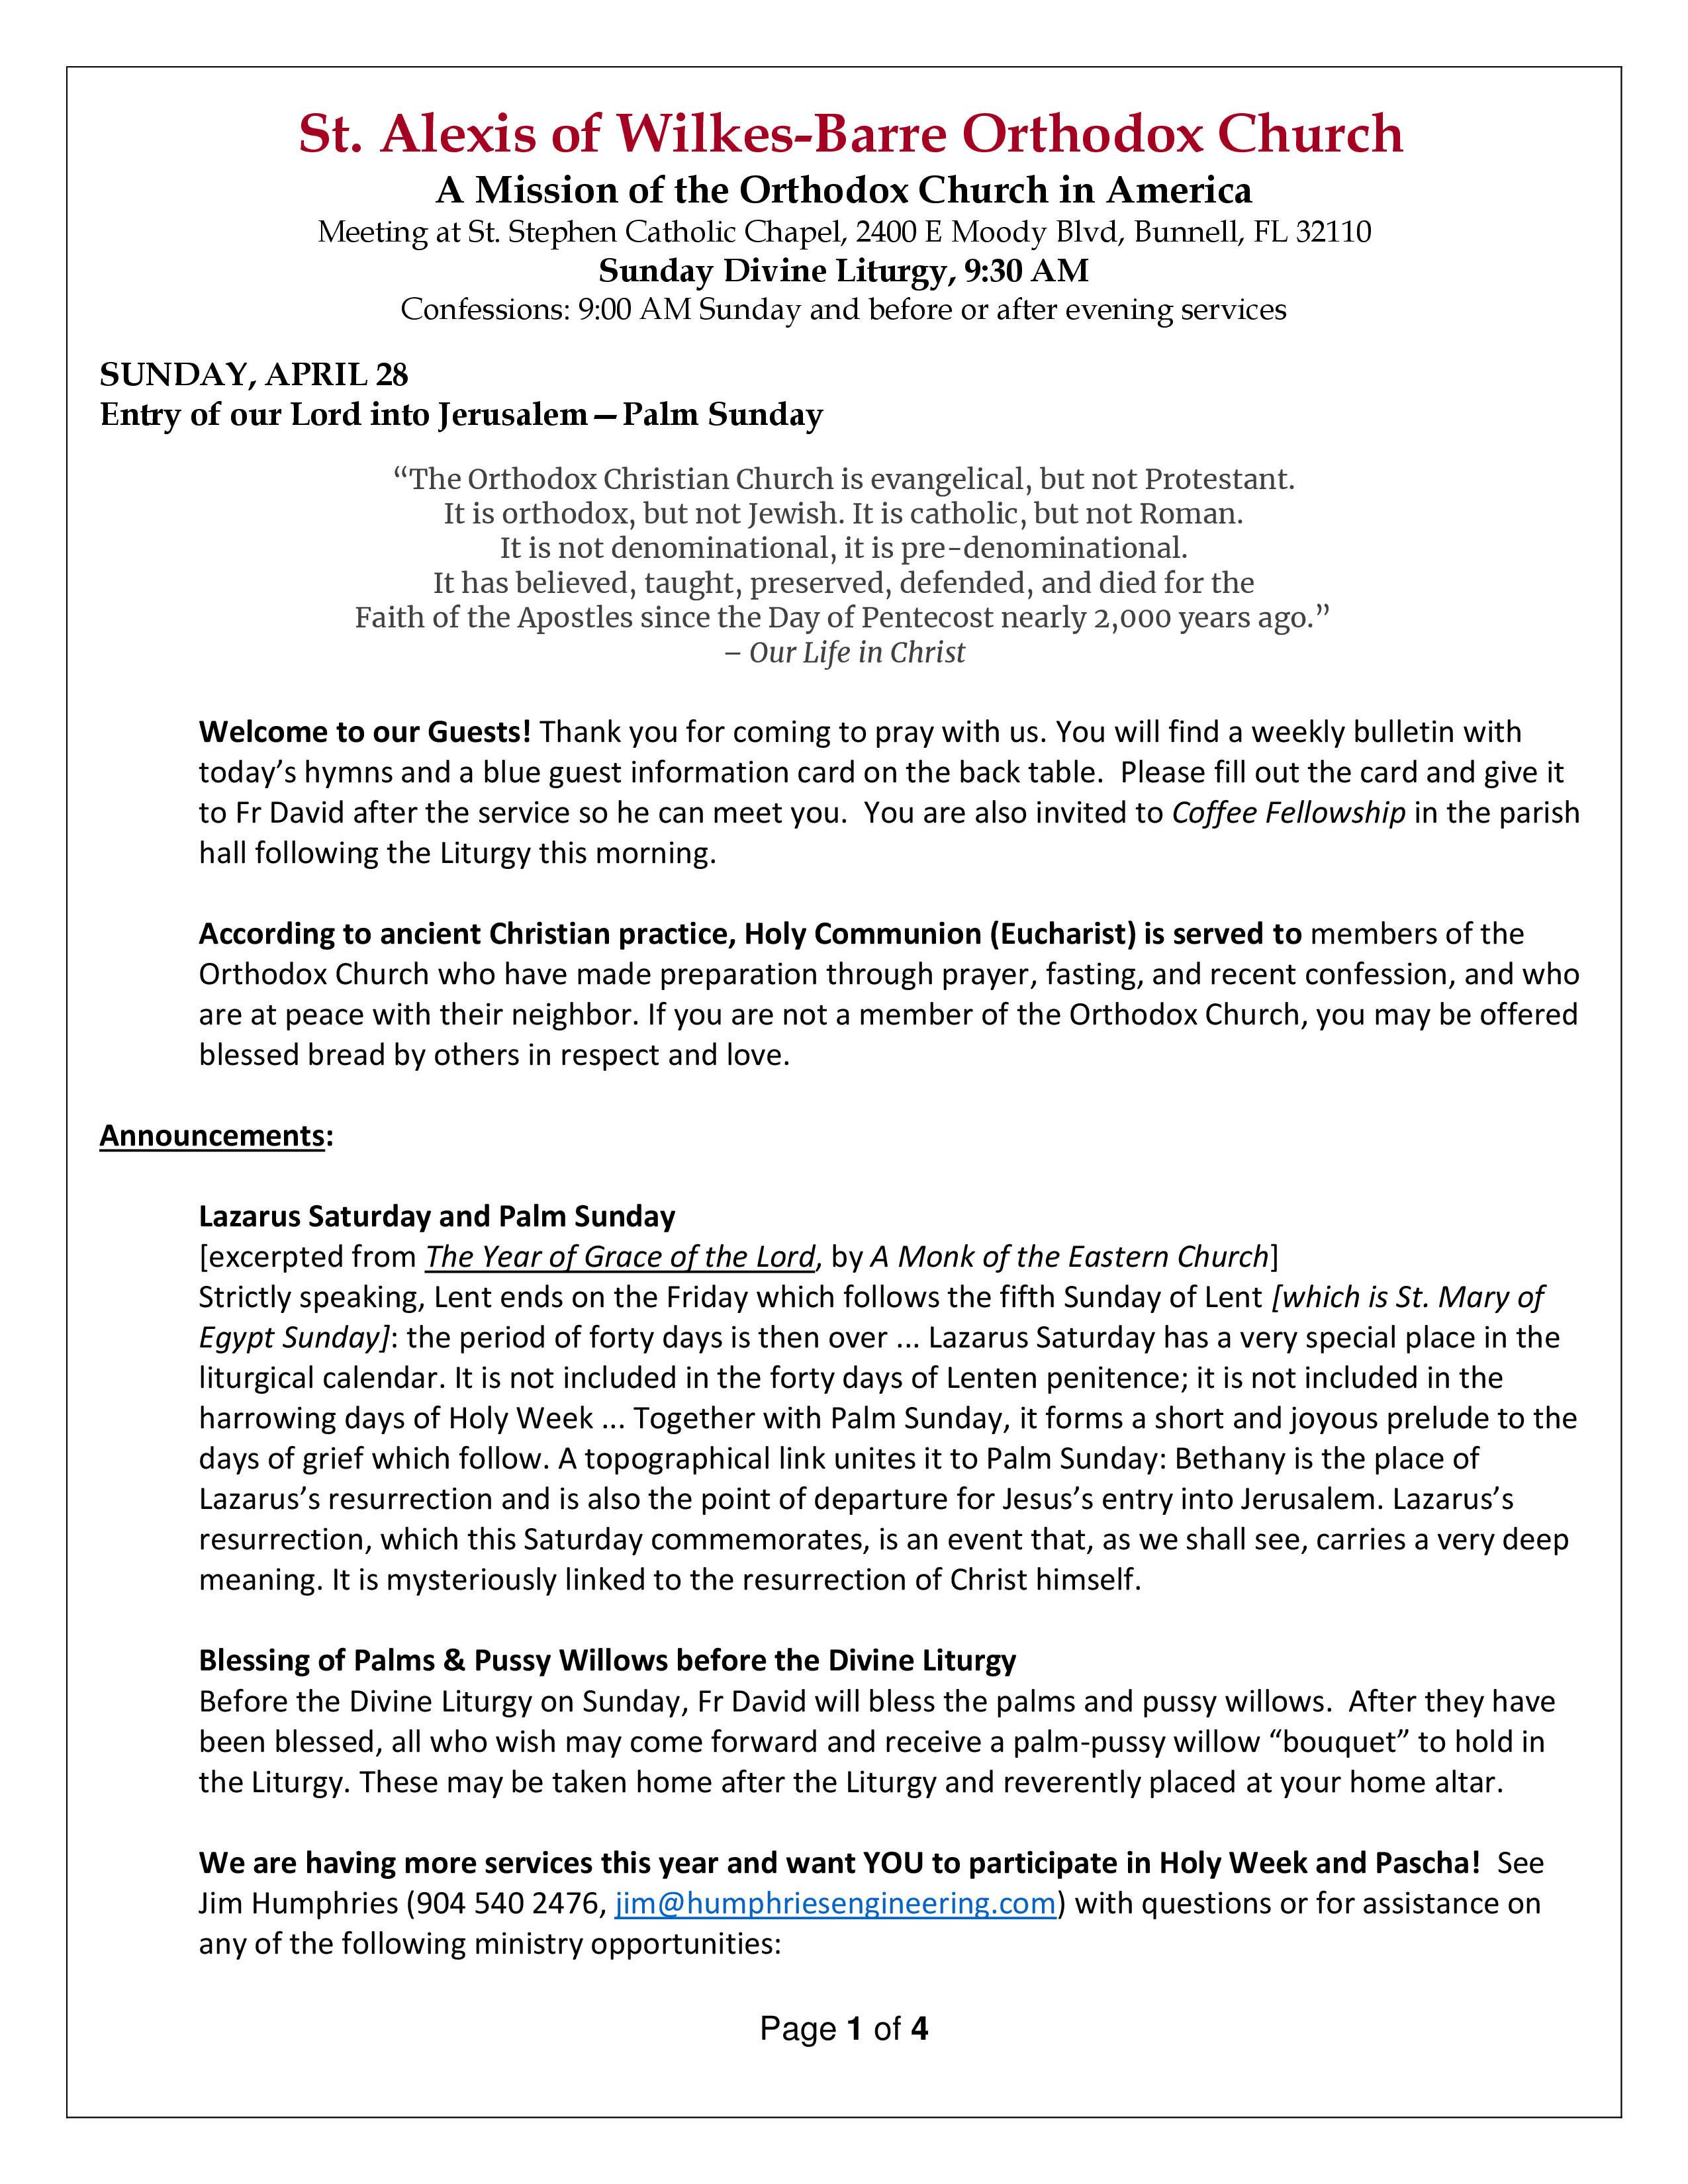 St. Alexis of Wilkes-Barre Orthodox Church
A Mission of the Orthodox Church in America
Meeting at St. Stephen Catholic Chapel, 2400 E Moody Blvd, Bunnell, FL 32110
Sunday Divine Liturgy, 9:30 AM
Confessions: 9:00 AM Sunday and before or after evening services
SUNDAY, APRIL 28
Entry of our Lord into Jerusalem—Palm Sunday
“The Orthodox Christian Church is evangelical, but not Protestant.
It is orthodox, but not Jewish. It is catholic, but not Roman.
It is not denominational, it is pre-denominational.
It has believed, taught, preserved, defended, and died for the
Faith of the Apostles since the Day of Pentecost nearly 2,000 years ago.”
– Our Life in Christ
Welcome to our Guests! Thank you for coming to pray with us. You will find a weekly bulletin with
today’s hymns and a blue guest information card on the back table.  Please fill out the card and give it
to Fr David after the service so he can meet you.  You are also invited to Coffee Fellowship in the parish
hall following the Liturgy this morning.
According to ancient Christian practice, Holy Communion (Eucharist) is served to members of the
Orthodox Church who have made preparation through prayer, fasting, and recent confession, and who
are at peace with their neighbor. If you are not a member of the Orthodox Church, you may be offered
blessed bread by others in respect and love.
Announcements:
Lazarus Saturday and Palm Sunday
[excerpted from The Year of Grace of the Lord, by A Monk of the Eastern Church]
Strictly speaking, Lent ends on the Friday which follows the fifth Sunday of Lent [which is St. Mary of
Egypt Sunday]: the period of forty days is then over ... Lazarus Saturday has a very special place in the
liturgical calendar. It is not included in the forty days of Lenten penitence; it is not included in the
harrowing days of Holy Week ... Together with Palm Sunday, it forms a short and joyous prelude to the
days of grief which follow. A topographical link unites it to Palm Sunday: Bethany is the place of
Lazarus’s resurrection and is also the point of departure for Jesus’s entry into Jerusalem. Lazarus’s
resurrection, which this Saturday commemorates, is an event that, as we shall see, carries a very deep
meaning. It is mysteriously linked to the resurrection of Christ himself.
Blessing of Palms & Pussy Willows before the Divine Liturgy
Before the Divine Liturgy on Sunday, Fr David will bless the palms and pussy willows.  After they have
been blessed, all who wish may come forward and receive a palm-pussy willow “bouquet” to hold in
the Liturgy. These may be taken home after the Liturgy and reverently placed at your home altar.
We are having more services this year and want YOU to participate in Holy Week and Pascha!  See
Jim Humphries (904 540 2476, jim@humphriesengineering.com) with questions or for assistance on
any of the following ministry opportunities:
Page 1 of 4